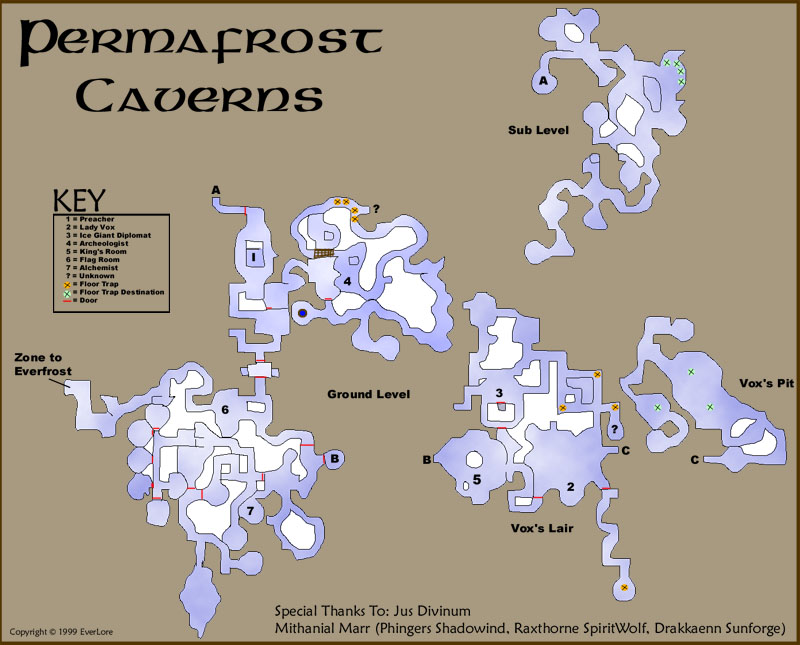 Permafrost
Caverns
A
Sub Level
KEY
1 = Preacher
2 = Lady Vox
3 = Ice Giant Diplomat
4 = Archeologist
5 = King's Room
6 = Flag Room
7 = Alchemist
? = Unknown
= Floor Trap
= Floor Trap Destination
= Door
A
?
1
4
Zone to
Everfrost
Ground Level
6
B
7
3
?
B
5
C
2
Vox's Lair
Vox's Pit
C
Special Thanks To: Jus Divinum
Mithanial Marr (Phingers Shadowind, Raxthorne SpiritWolf, Drakkaenn Sunforge)
Copyright © 1999 EverLore